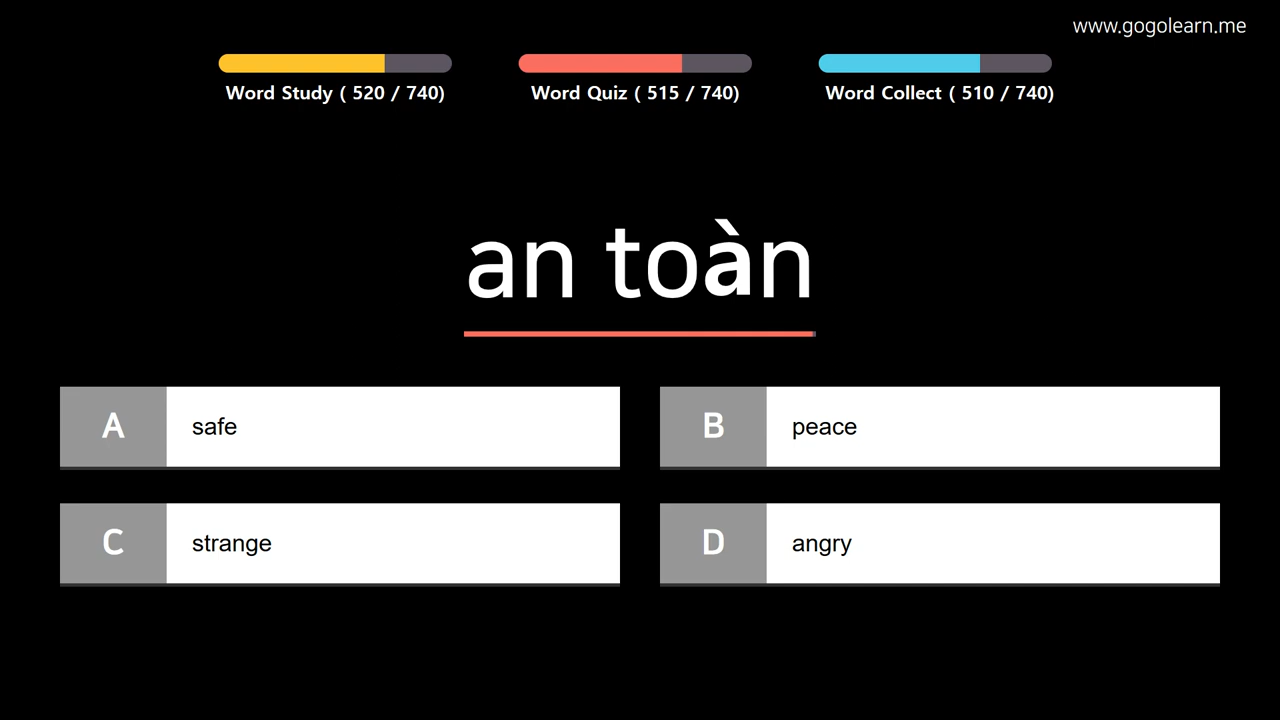 www.gogolearn.me
Word Study ( 520 / 740)
Word Quiz ( 515 / 740)
Word Collect ( 510 / 740)
an toàn
A safe
B peace
C strange
D angry